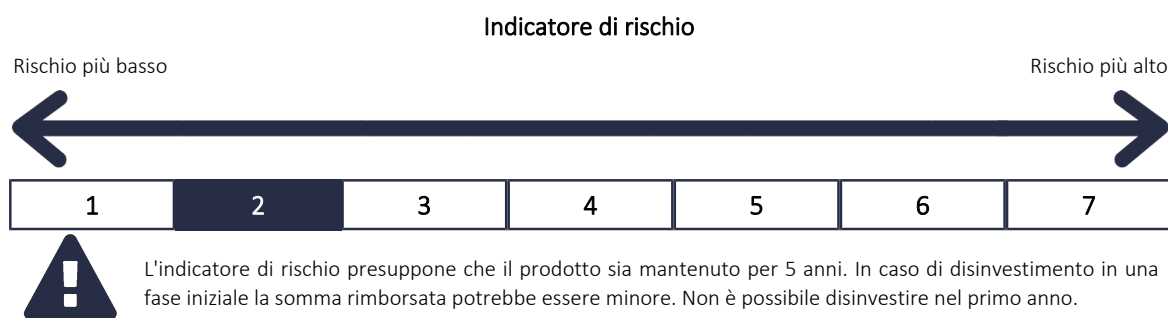 Indicatore di rischio
Rischio più basso
Rischio più alto
1 2 3 4 5 6 7
L'indicatore di rischio presuppone che il prodotto sia mantenuto per 5 anni. In caso di disinvestimento in una
fase iniziale la somma rimborsata potrebbe essere minore. Non è possibile disinvestire nel primo anno.